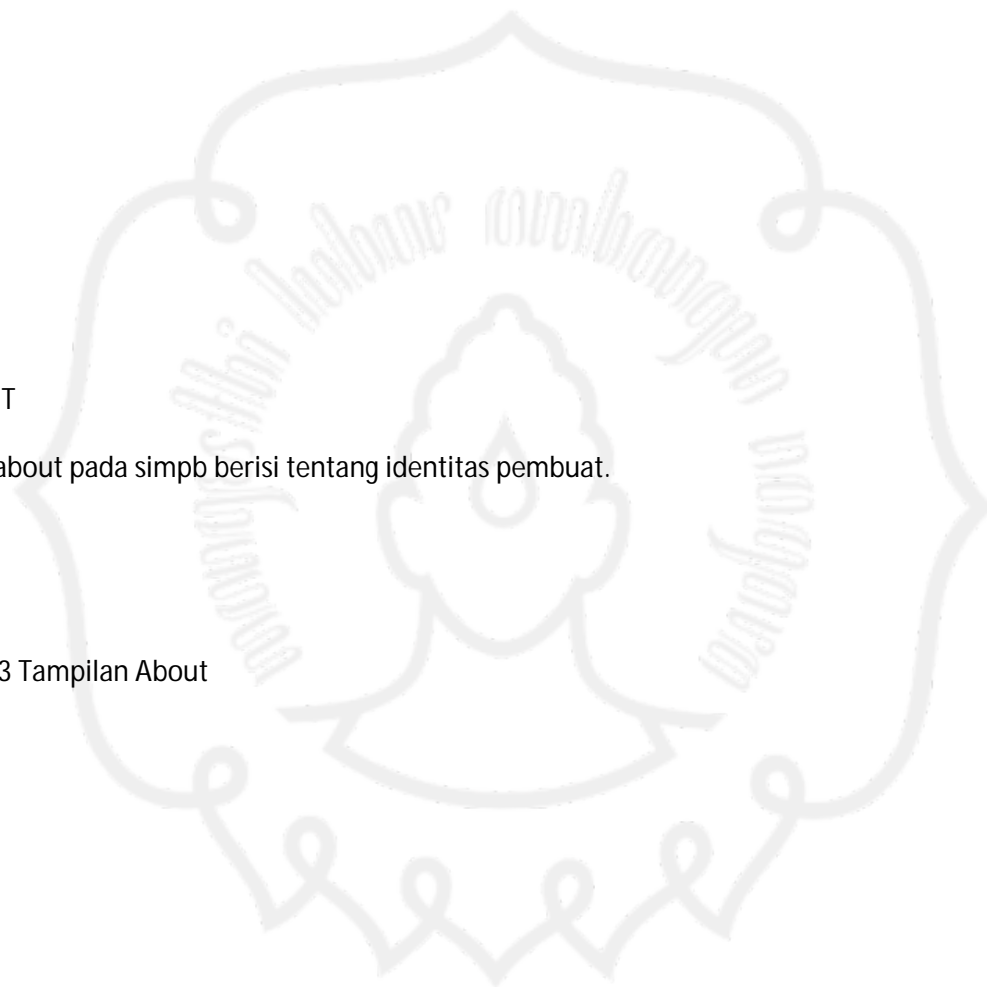 T
about pada simpb berisi tentang identitas pembuat.
3 Tampilan About